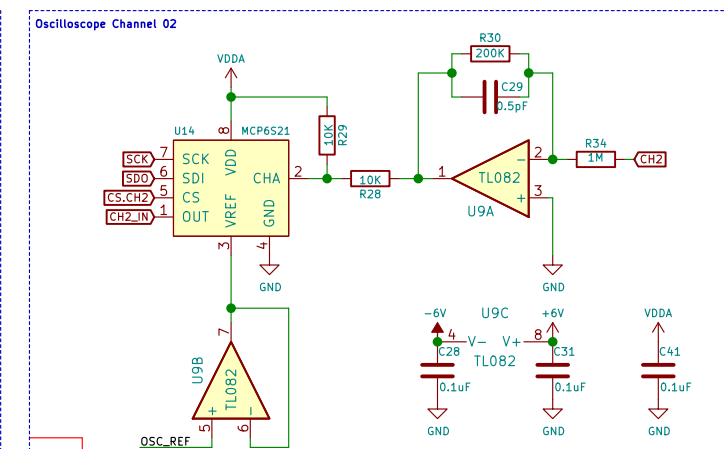 Oscilloscope Channel 02
R30
200K
VDDA
C29
0.5pF
U14
8
MCP6S21
10K
R29
R34
1M
CH2
SCK
7
SCK
VDD
2
−
SDO
6
SDI
CHA
2
10K
R28
1
TL082
CS.CH2
5
CS
3
+
CH2_IN
1
OUT
VREF
GND
U9A
3
4
GND
GND
−6V
U9C
+6V
VDDA
4
V−
V+
8
7
C28
TL082
C31
C41
U9B
TL082
0.1uF
0.1uF
0.1uF
+
−
GND
GND
GND
OSC_REF
5
6